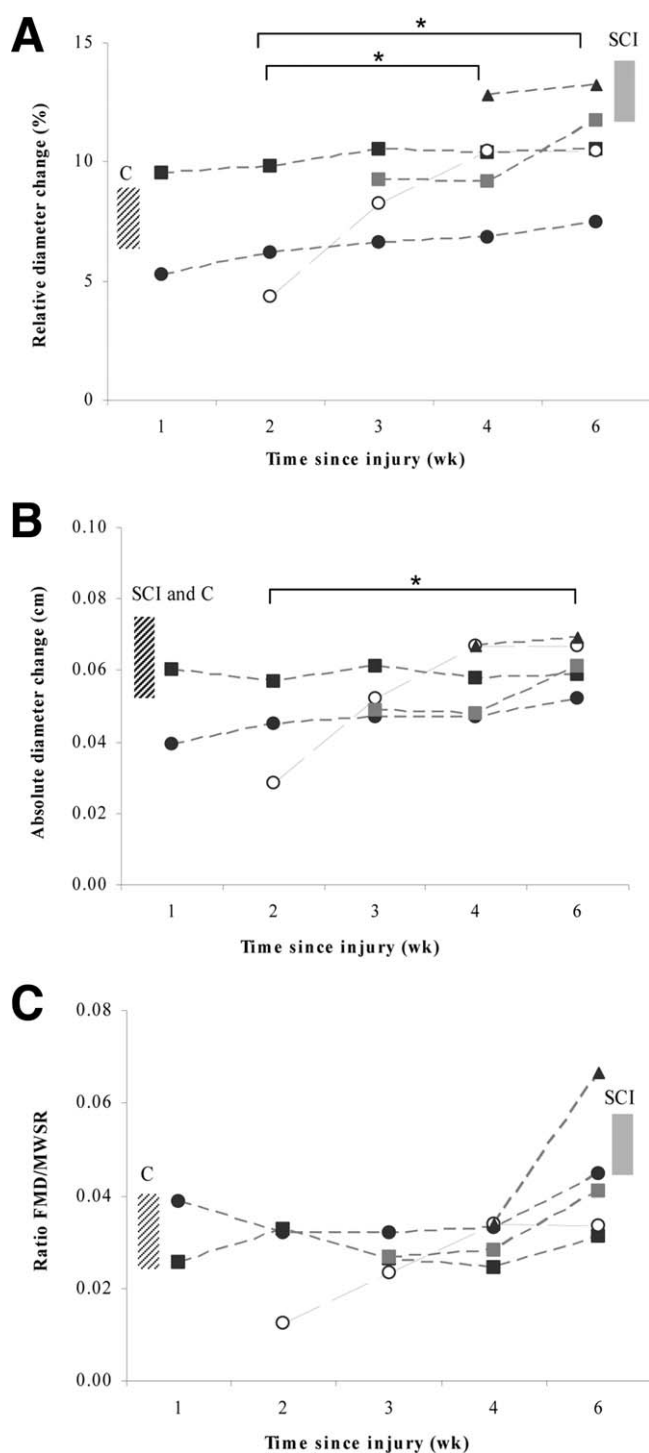 A
Relative diameter change (%)
15
10
5
0
C
*
*
SCI
1 2 3 4 6
Time since injury (wk)
B
Absolute diameter change (cm)
0.10
0.08
0.06
0.04
0.02
0.00
SCI and C
*
1 2 3 4 6
Time since injury (wk)
C
Ratio FMD/MWSR
0.08
0.06
0.04
0.02
0.00
C
SCI
1 2 3 4 6
Time since injury (wk)